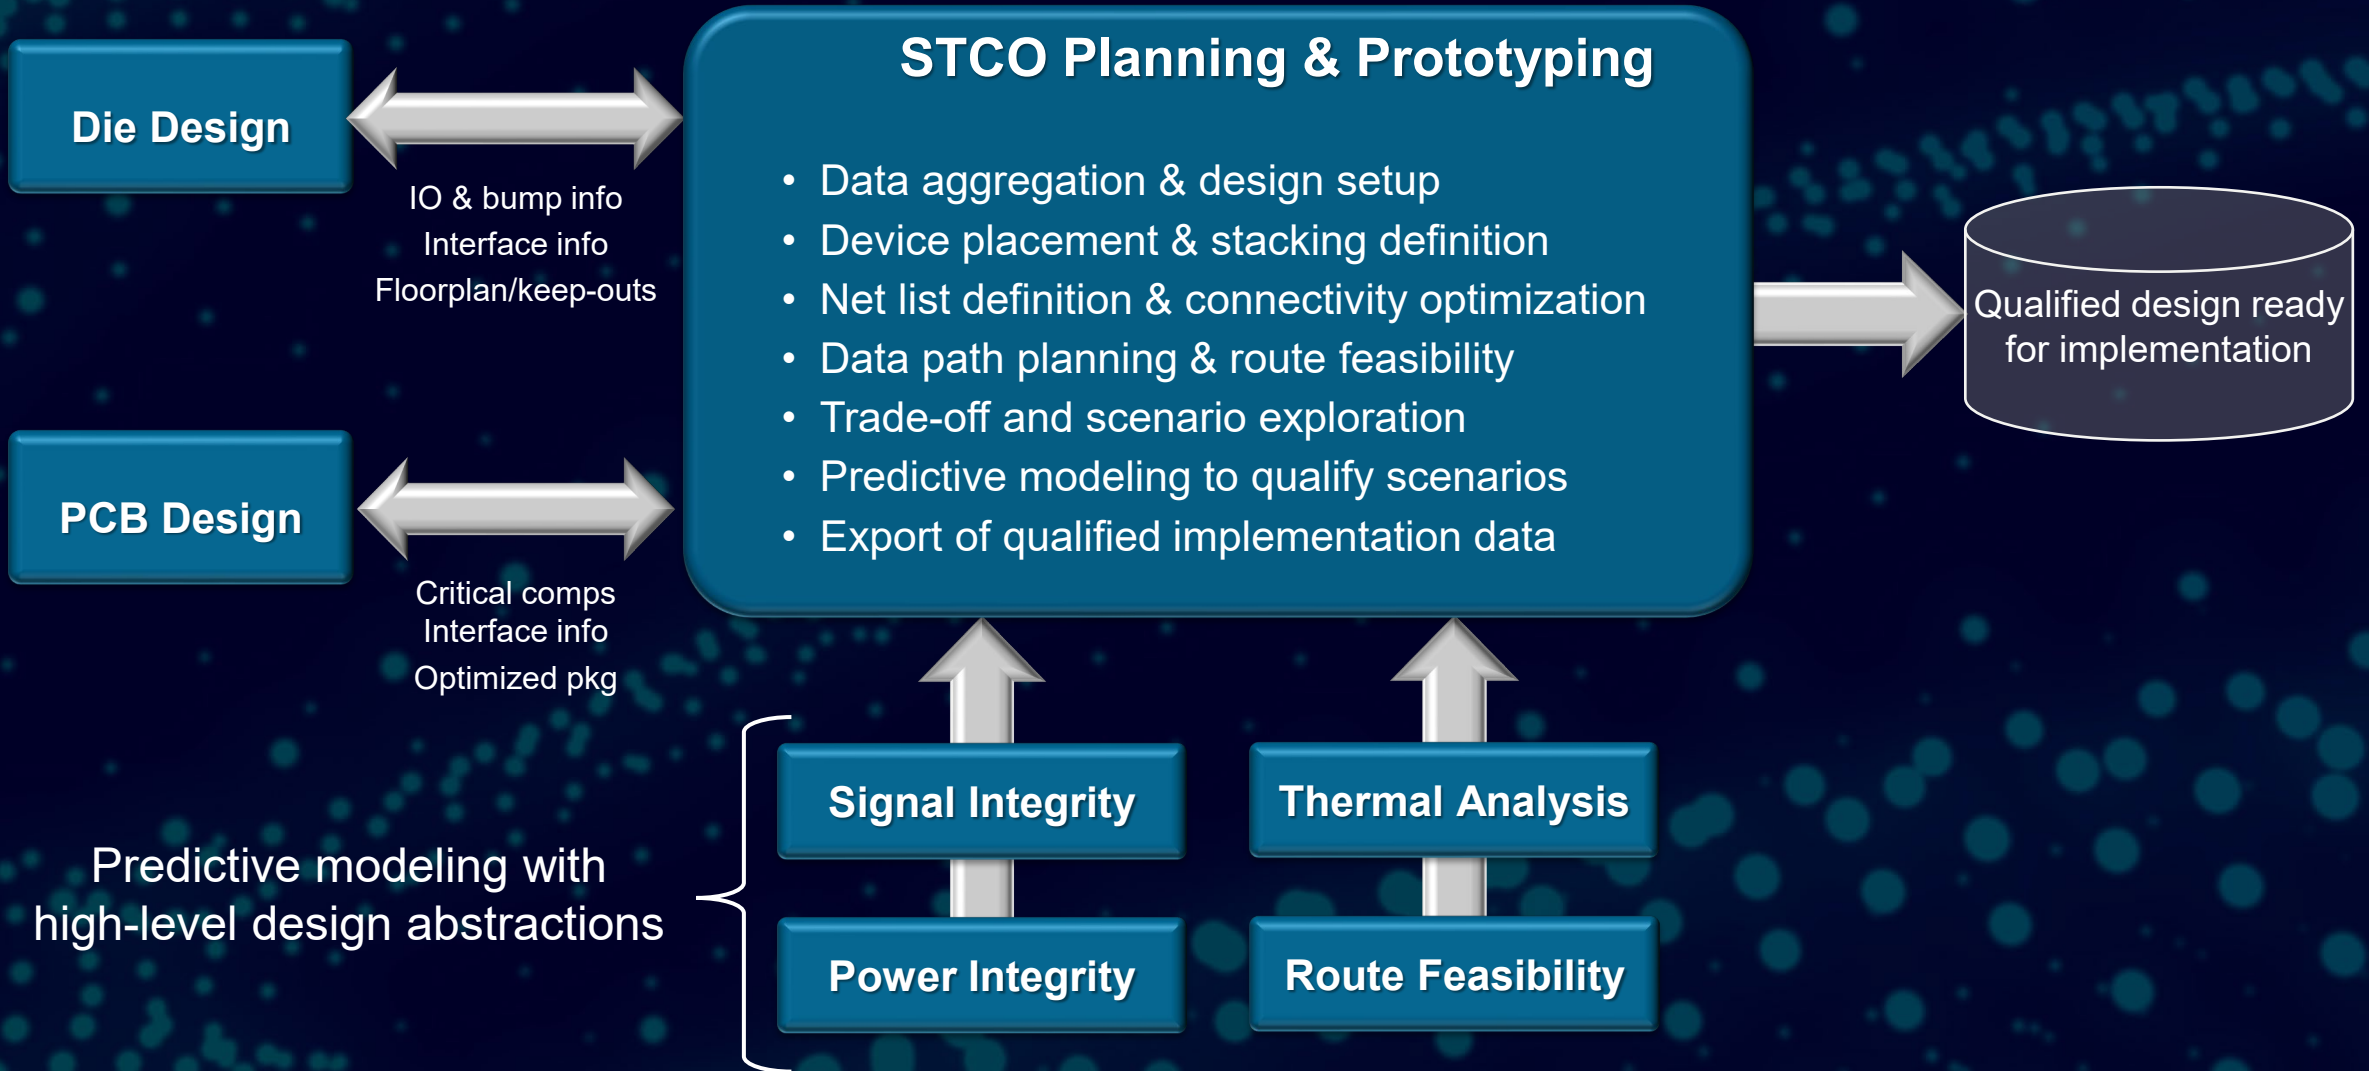 STCO Planning & Prototyping
Die Design
IO & bump info
Interface info
Floorplan/keep-outs
• Data aggregation & design setup
• Device placement & stacking definition
• Net list definition & connectivity optimization
• Data path planning & route feasibility
• Trade-off and scenario exploration
• Predictive modeling to qualify scenarios
• Export of qualified implementation data
Qualified design ready
for implementation
PCB Design
Critical comps
Interface info
Optimized pkg
Predictive modeling with
high-level design abstractions
Signal Integrity
Thermal Analysis
Power Integrity
Route Feasibility